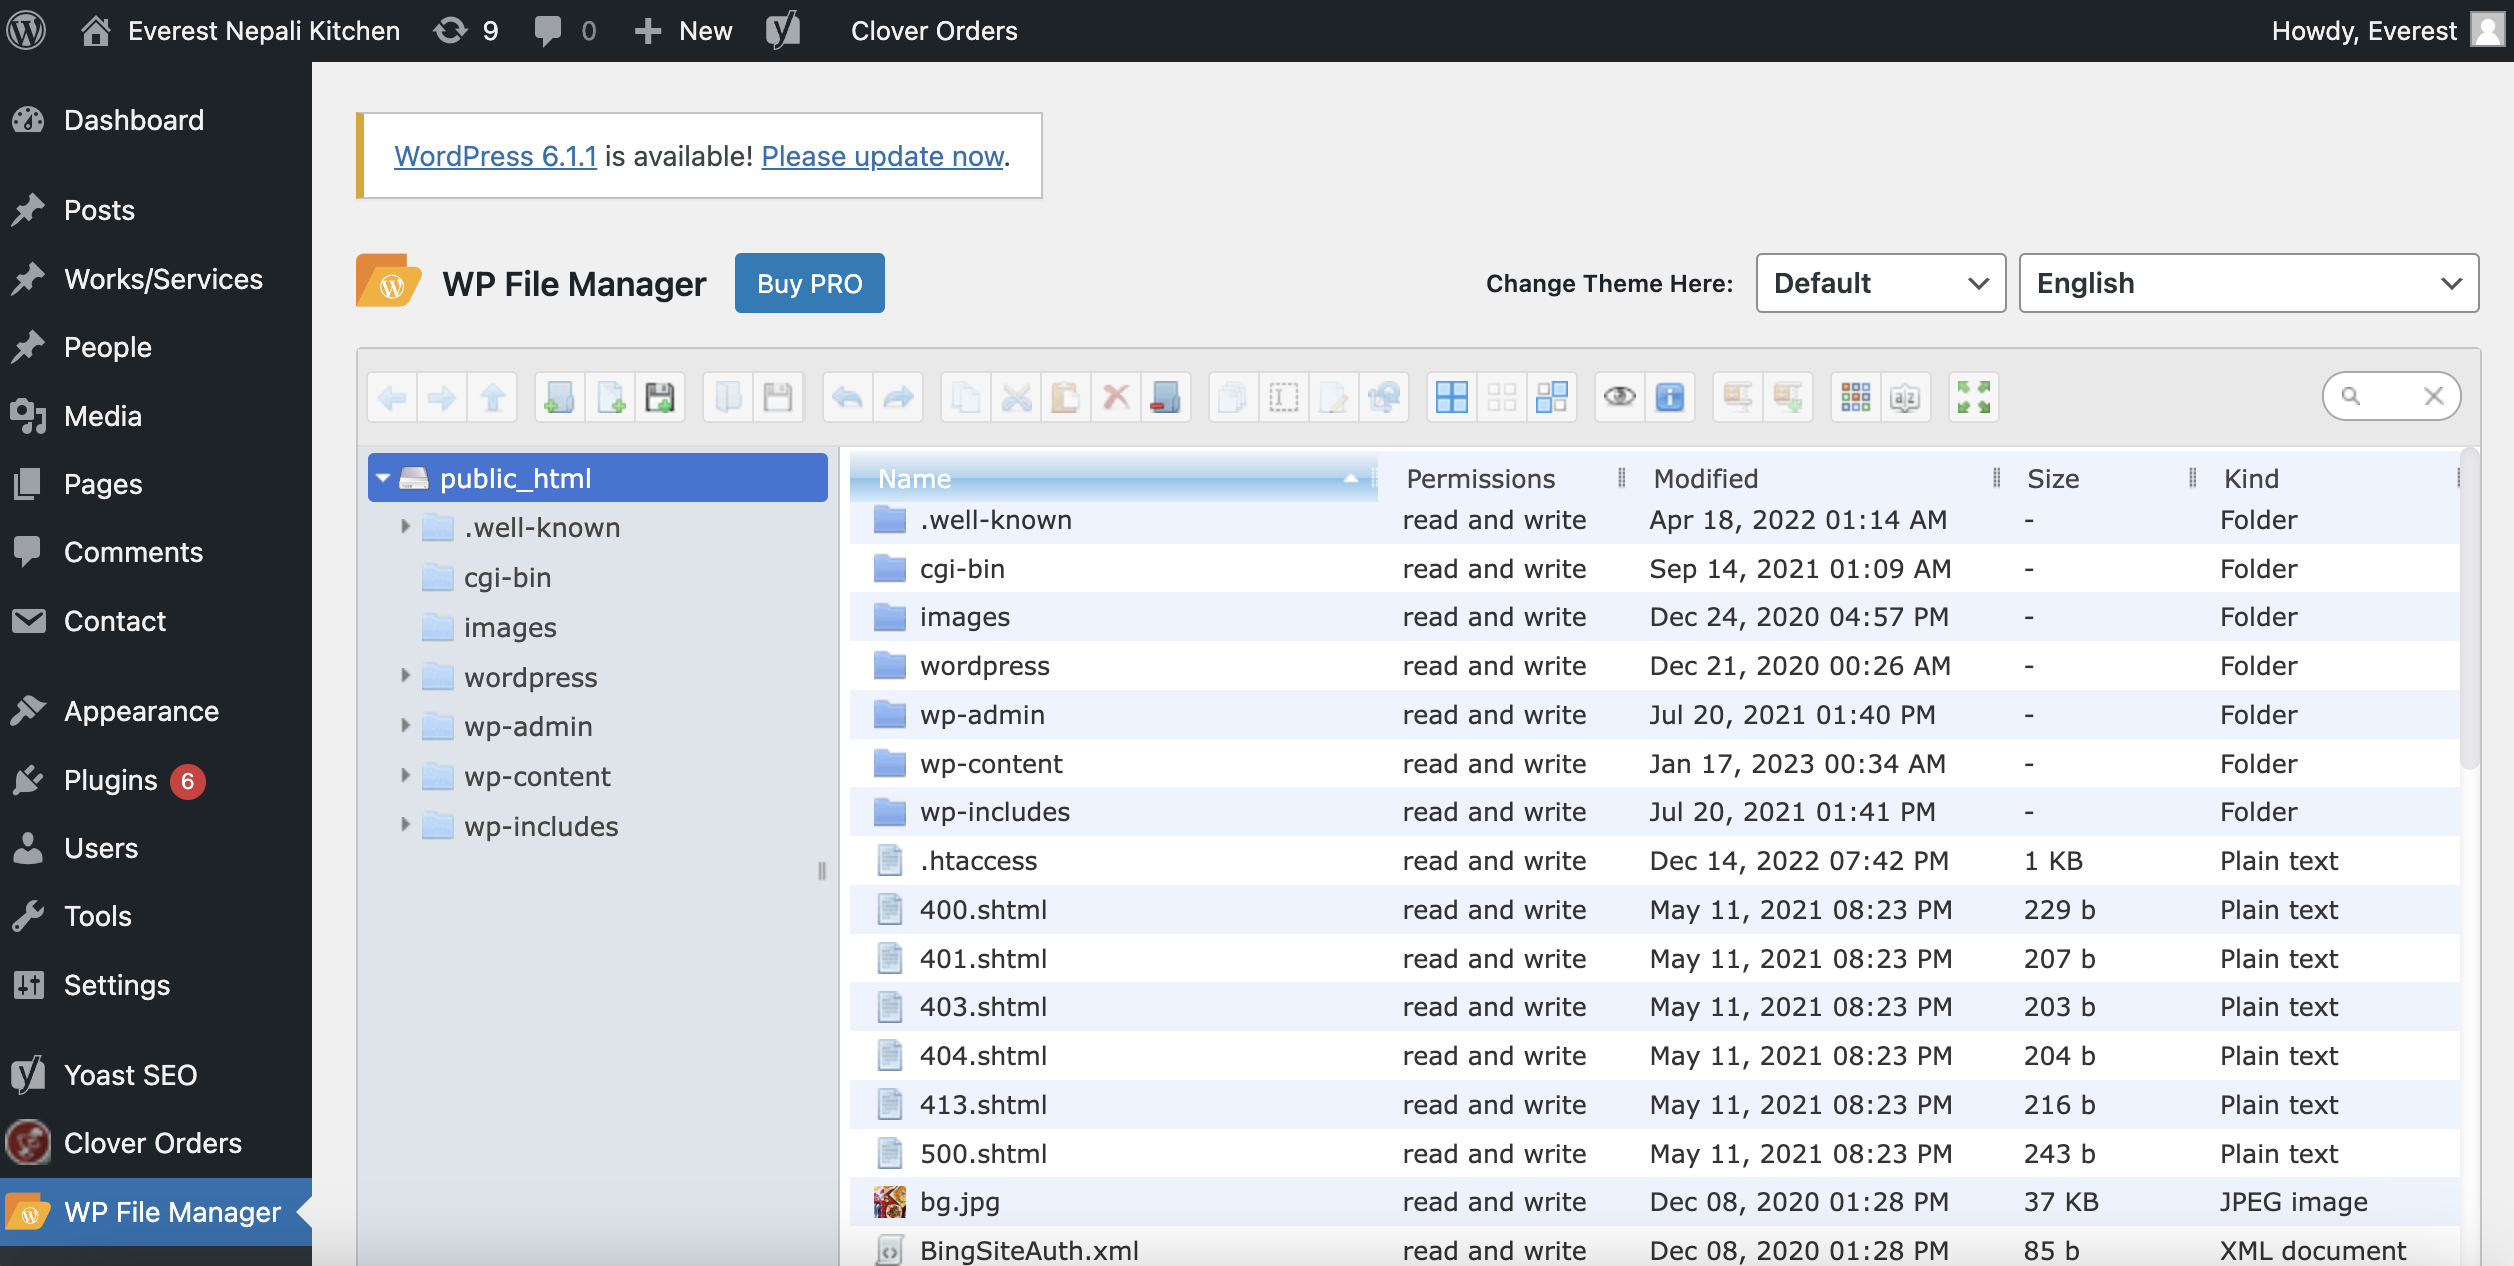 Everest Nepali Kitchen 9 0 New Clover Orders Howdy, Everest
Dashboard
Posts
Works/Services
People
Media
Pages
Comments
Contact
Appearance
Plugins 6
Users
Tools
Settings
Yoast SEO
Clover Orders
WP File Manager
WordPress 6.1.1 is available! Please update now.
WP File Manager Buy PRO Change Theme Here: Default English
public_html
.well-known
cgi-bin
images
wordpress
wp-admin
wp-content
wp-includes
Name Permissions Modified Size Kind
.well-known read and write Apr 18, 2022 01:14 AM - Folder
cgi-bin read and write Sep 14, 2021 01:09 AM - Folder
images read and write Dec 24, 2020 04:57 PM - Folder
wordpress read and write Dec 21, 2020 00:26 AM - Folder
wp-admin read and write Jul 20, 2021 01:40 PM - Folder
wp-content read and write Jan 17, 2023 00:34 AM - Folder
wp-includes read and write Jul 20, 2021 01:41 PM - Folder
.htaccess read and write Dec 14, 2022 07:42 PM 1 KB Plain text
400.shtml read and write May 11, 2021 08:23 PM 229 b Plain text
401.shtml read and write May 11, 2021 08:23 PM 207 b Plain text
403.shtml read and write May 11, 2021 08:23 PM 203 b Plain text
404.shtml read and write May 11, 2021 08:23 PM 204 b Plain text
413.shtml read and write May 11, 2021 08:23 PM 216 b Plain text
500.shtml read and write May 11, 2021 08:23 PM 243 b Plain text
bg.jpg read and write Dec 08, 2020 01:28 PM 37 KB JPEG image
BingSiteAuth.xml read and write Dec 08, 2020 01:28 PM 85 b XML document